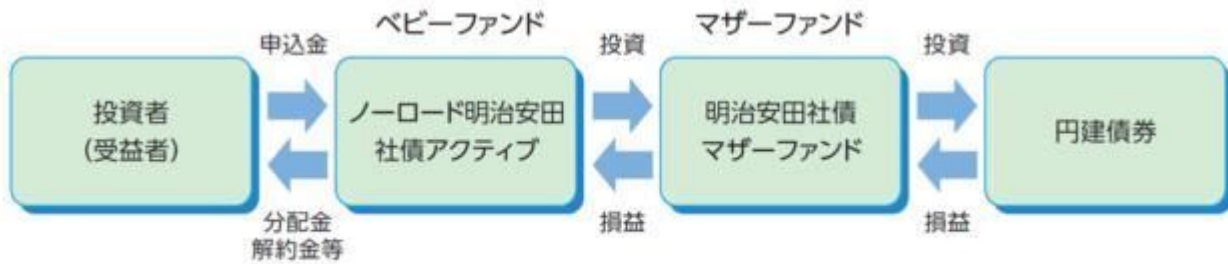 ベビーファンド
マザーファンド
申込金
投資
投資
投資者
(受益者)
ノーロード明治安田
社債アクティブ
明治安田社債
マザーファンド
円建債券
分配金
解約金等
損益
損益